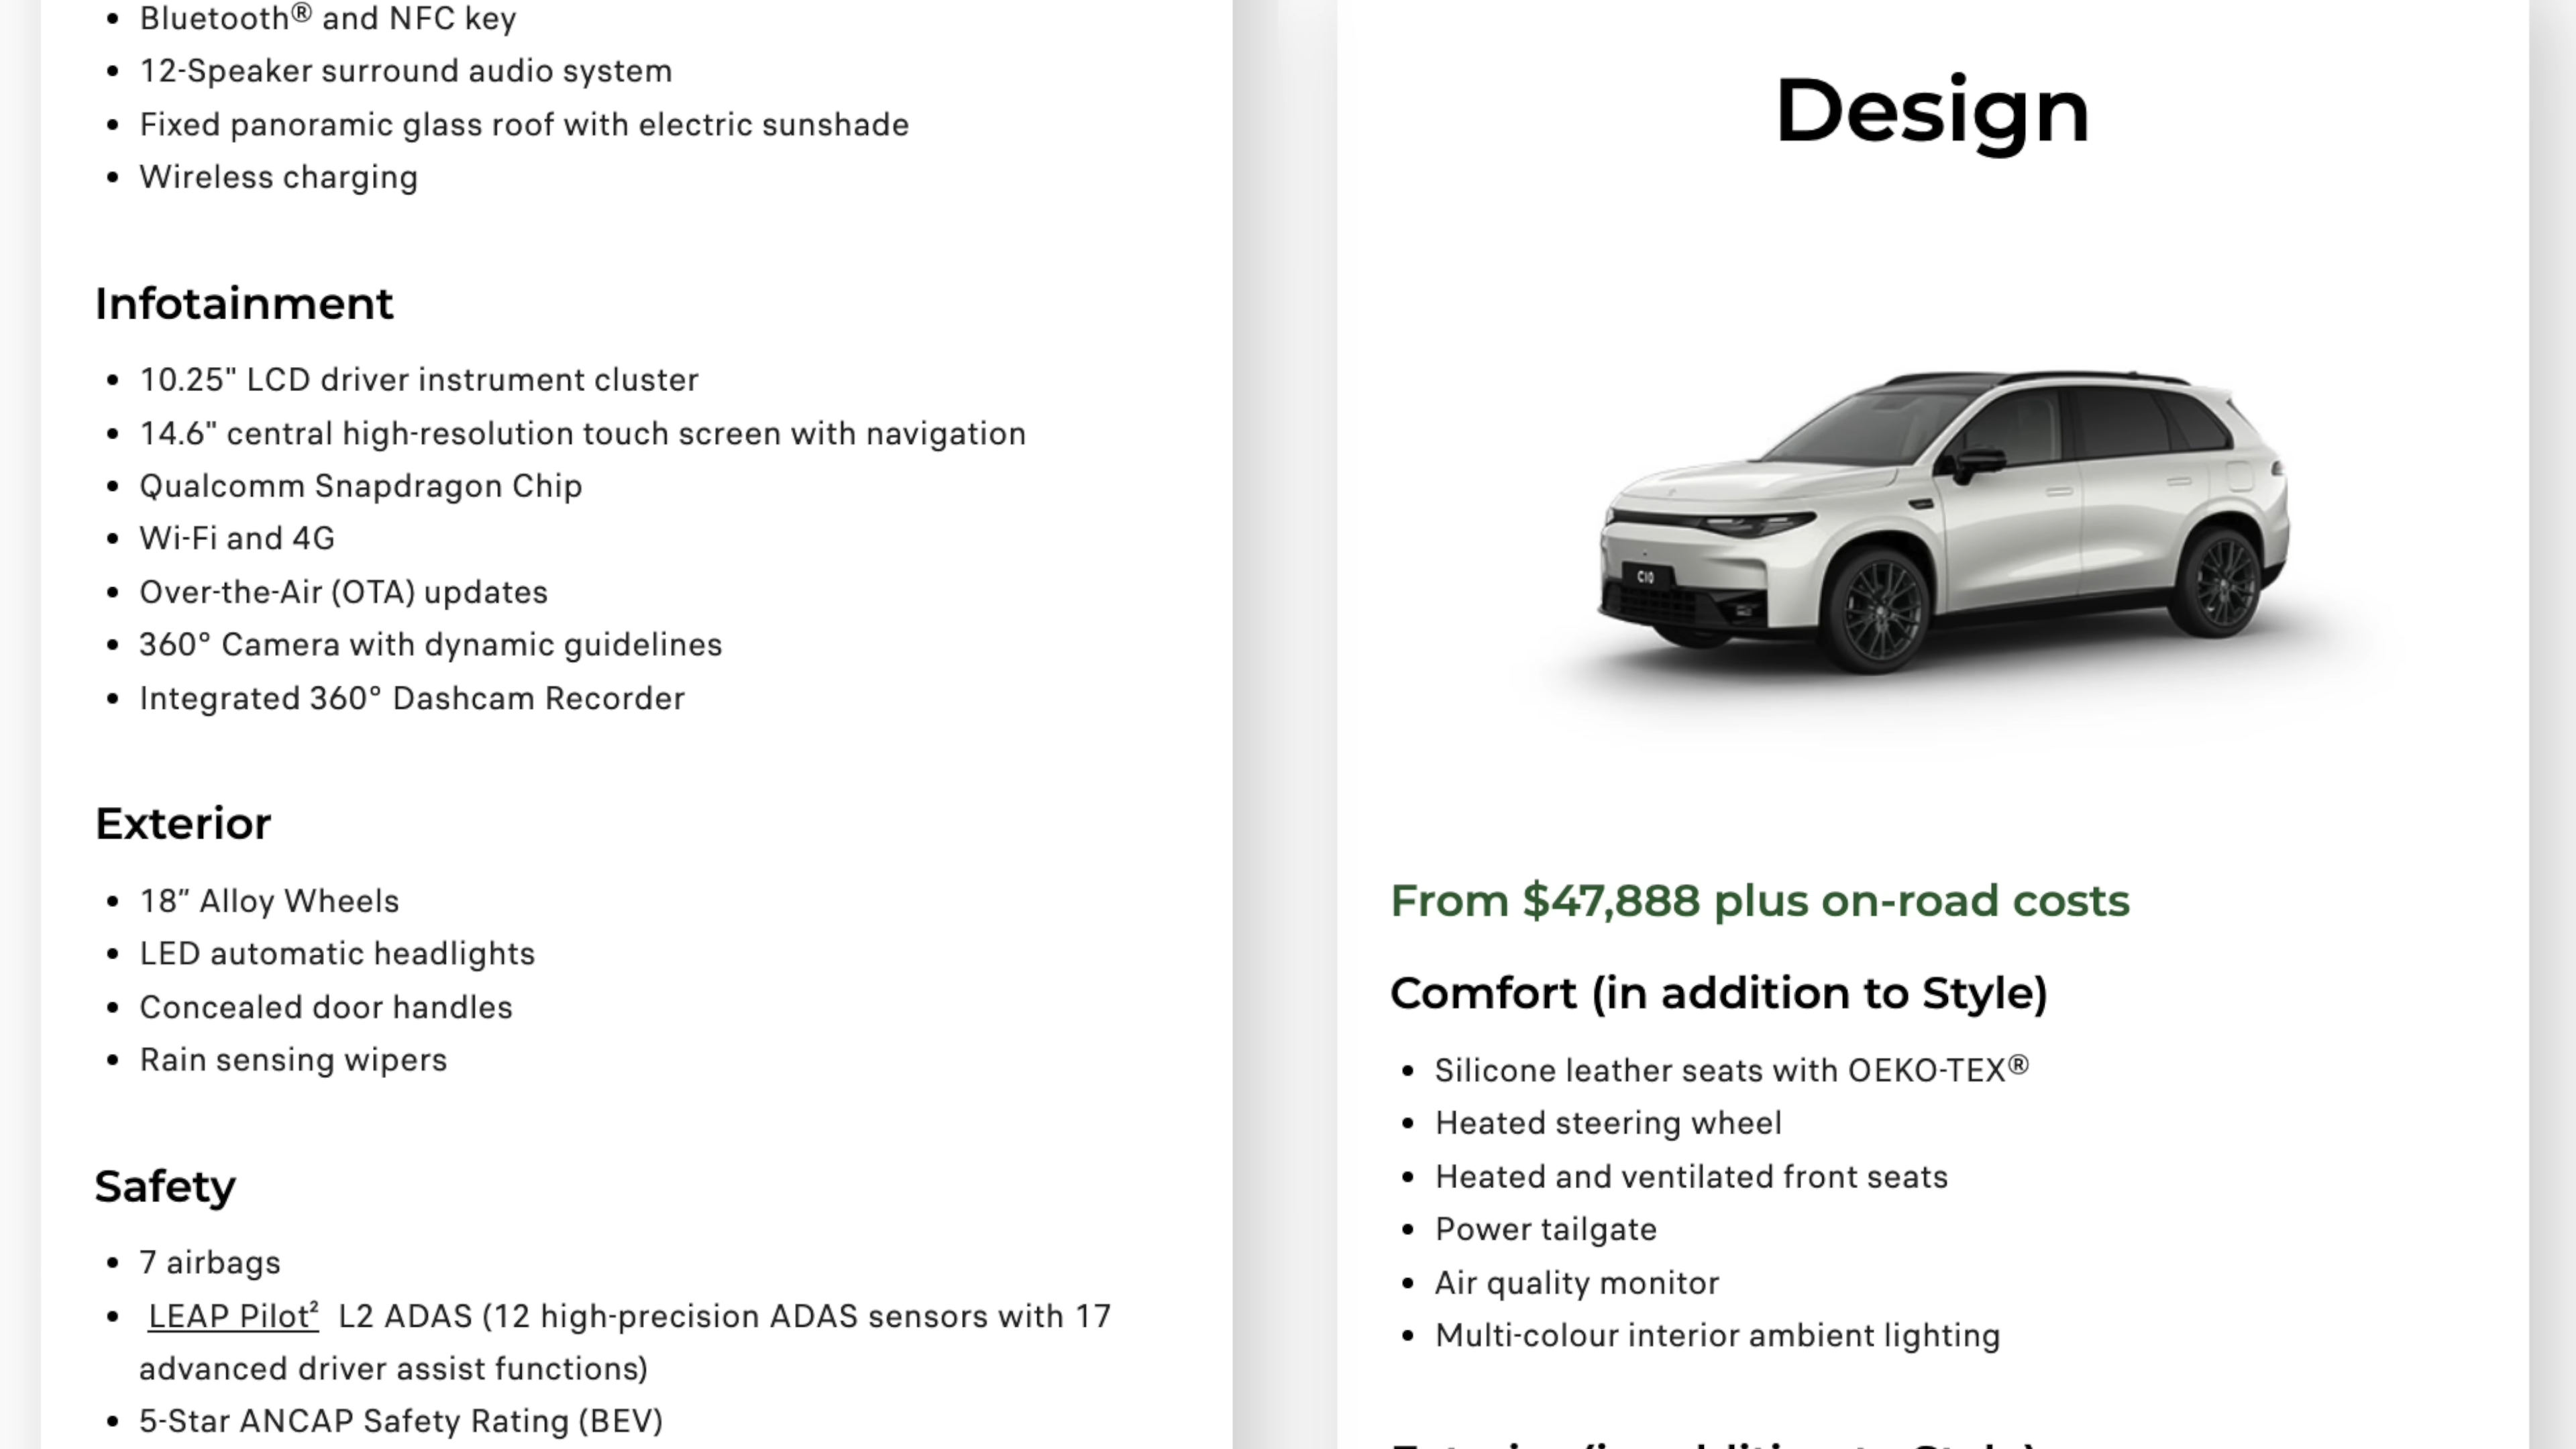 Bluetooth® and NFC key
12-Speaker surround audio system
Fixed panoramic glass roof with electric sunshade
Wireless charging
Infotainment
10.25" LCD driver instrument cluster
14.6" central high-resolution touch screen with navigation
Qualcomm Snapdragon Chip
Wi-Fi and 4G
Over-the-Air (OTA) updates
360° Camera with dynamic guidelines
Integrated 360° Dashcam Recorder
Exterior
18″ Alloy Wheels
LED automatic headlights
Concealed door handles
Rain sensing wipers
Safety
7 airbags
LEAP Pilot² L2 ADAS (12 high-precision ADAS sensors with 17
advanced driver assist functions)
5-Star ANCAP Safety Rating (BEV)
Design
C10
From $47,888 plus on-road costs
Comfort (in addition to Style)
Silicone leather seats with OEKO-TEX®
Heated steering wheel
Heated and ventilated front seats
Power tailgate
Air quality monitor
Multi-colour interior ambient lighting